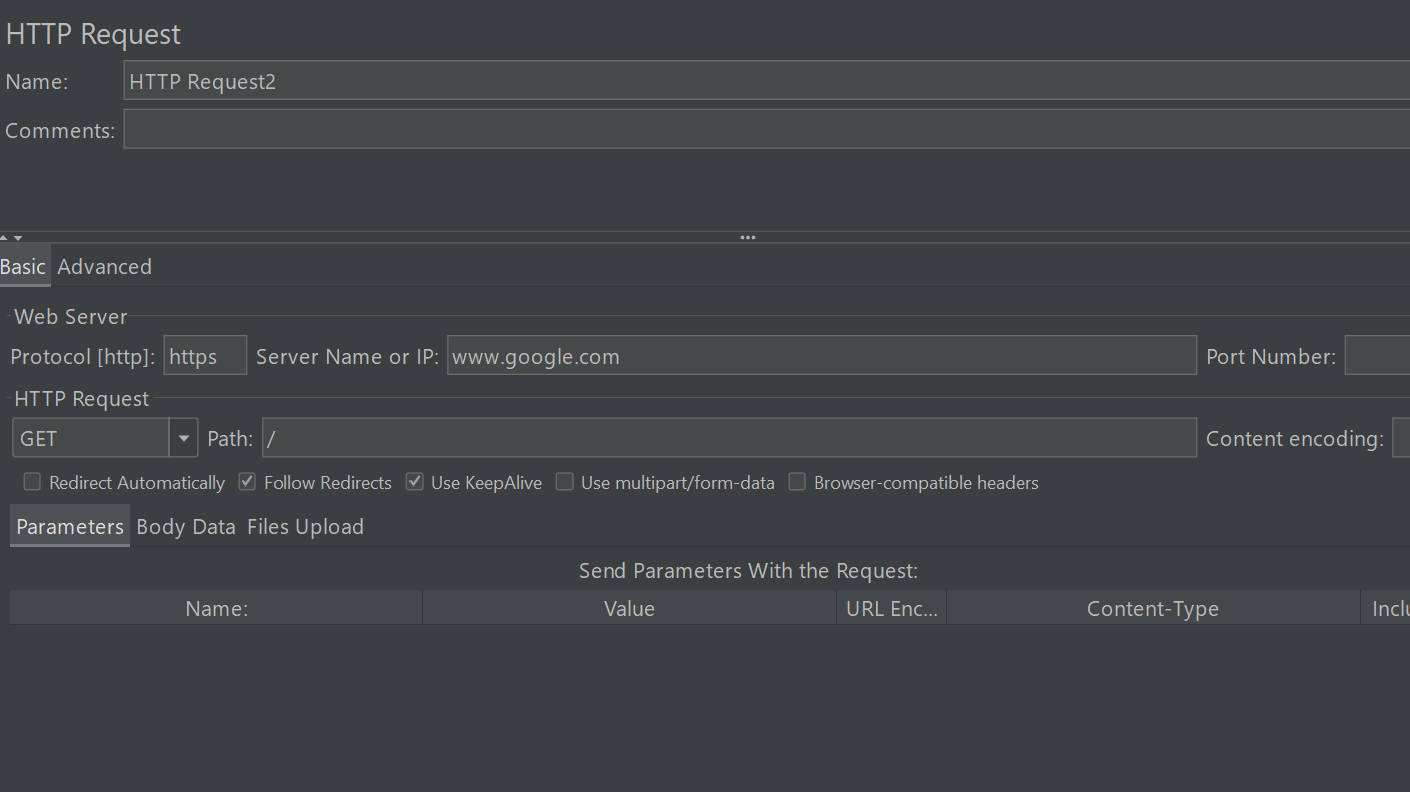 HTTP Request
Name: HTTP Request2
Comments:
Basic Advanced
Web Server
Protocol [http]: https Server Name or IP: www.google.com Port Number:
HTTP Request
GET Path: / Content encoding:
Redirect Automatically Follow Redirects Use KeepAlive Use multipart/form-data Browser-compatible headers
Parameters Body Data Files Upload
Send Parameters With the Request:
Name: Value URL Enc... Content-Type Inclu